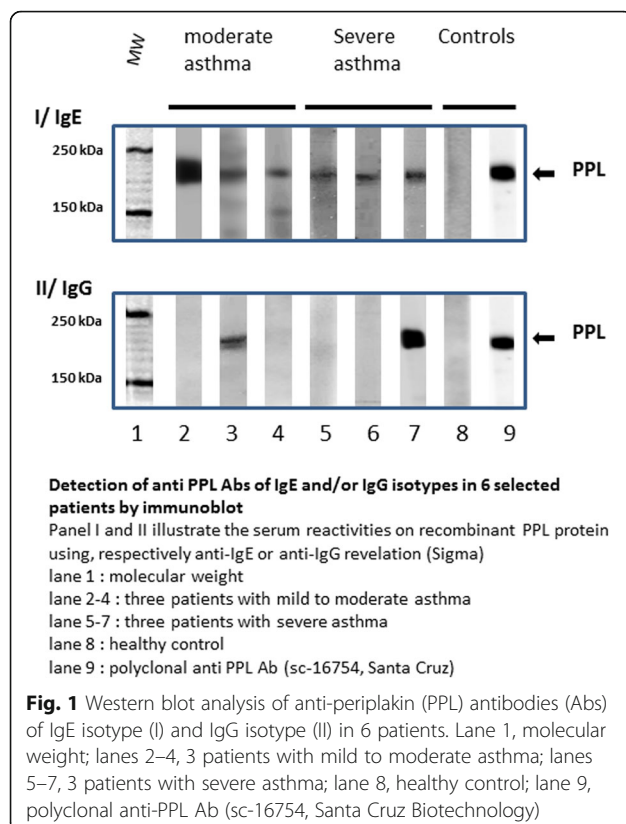 MW
moderate
asthma
Severe
asthma
Controls
I/ IgE
250 kDa
150 kDa
PPL
II/ IgG
250 kDa
150 kDa
PPL
1 2 3 4 5 6 7 8 9
Detection of anti PPL Abs of IgE and/or IgG isotypes in 6 selected
patients by immunoblot
Panel I and II illustrate the serum reactivities on recombinant PPL protein
using, respectively anti-IgE or anti-IgG revelation (Sigma)
lane 1 : molecular weight
lane 2-4 : three patients with mild to moderate asthma
lane 5-7 : three patients with severe asthma
lane 8 : healthy control
lane 9 : polyclonal anti PPL Ab (sc-16754, Santa Cruz)
Fig. 1 Western blot analysis of anti-periplakin (PPL) antibodies (Abs)
of IgE isotype (I) and IgG isotype (II) in 6 patients. Lane 1, molecular
weight; lanes 2–4, 3 patients with mild to moderate asthma; lanes
5–7, 3 patients with severe asthma; lane 8, healthy control; lane 9,
polyclonal anti-PPL Ab (sc-16754, Santa Cruz Biotechnology)